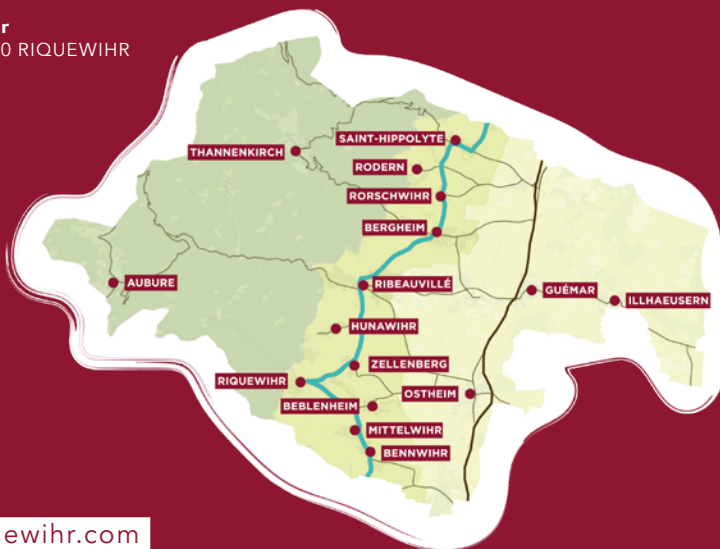 r
0 RIQUEWIHR
SAINT-HIPPOLYTE
THANNENKIRCH
RODERN
RORSCHWIHR
BERGHEIM
AUBURE
RIBEAUVILLÉ
GUÉMAR
ILLHAEUSERN
HUNAWIHR
ZELLENBERG
RIQUEWIHR
OSTHEIM
BEBLENHEIM
MITTELWIHR
BENNWIHR
ewihr.com